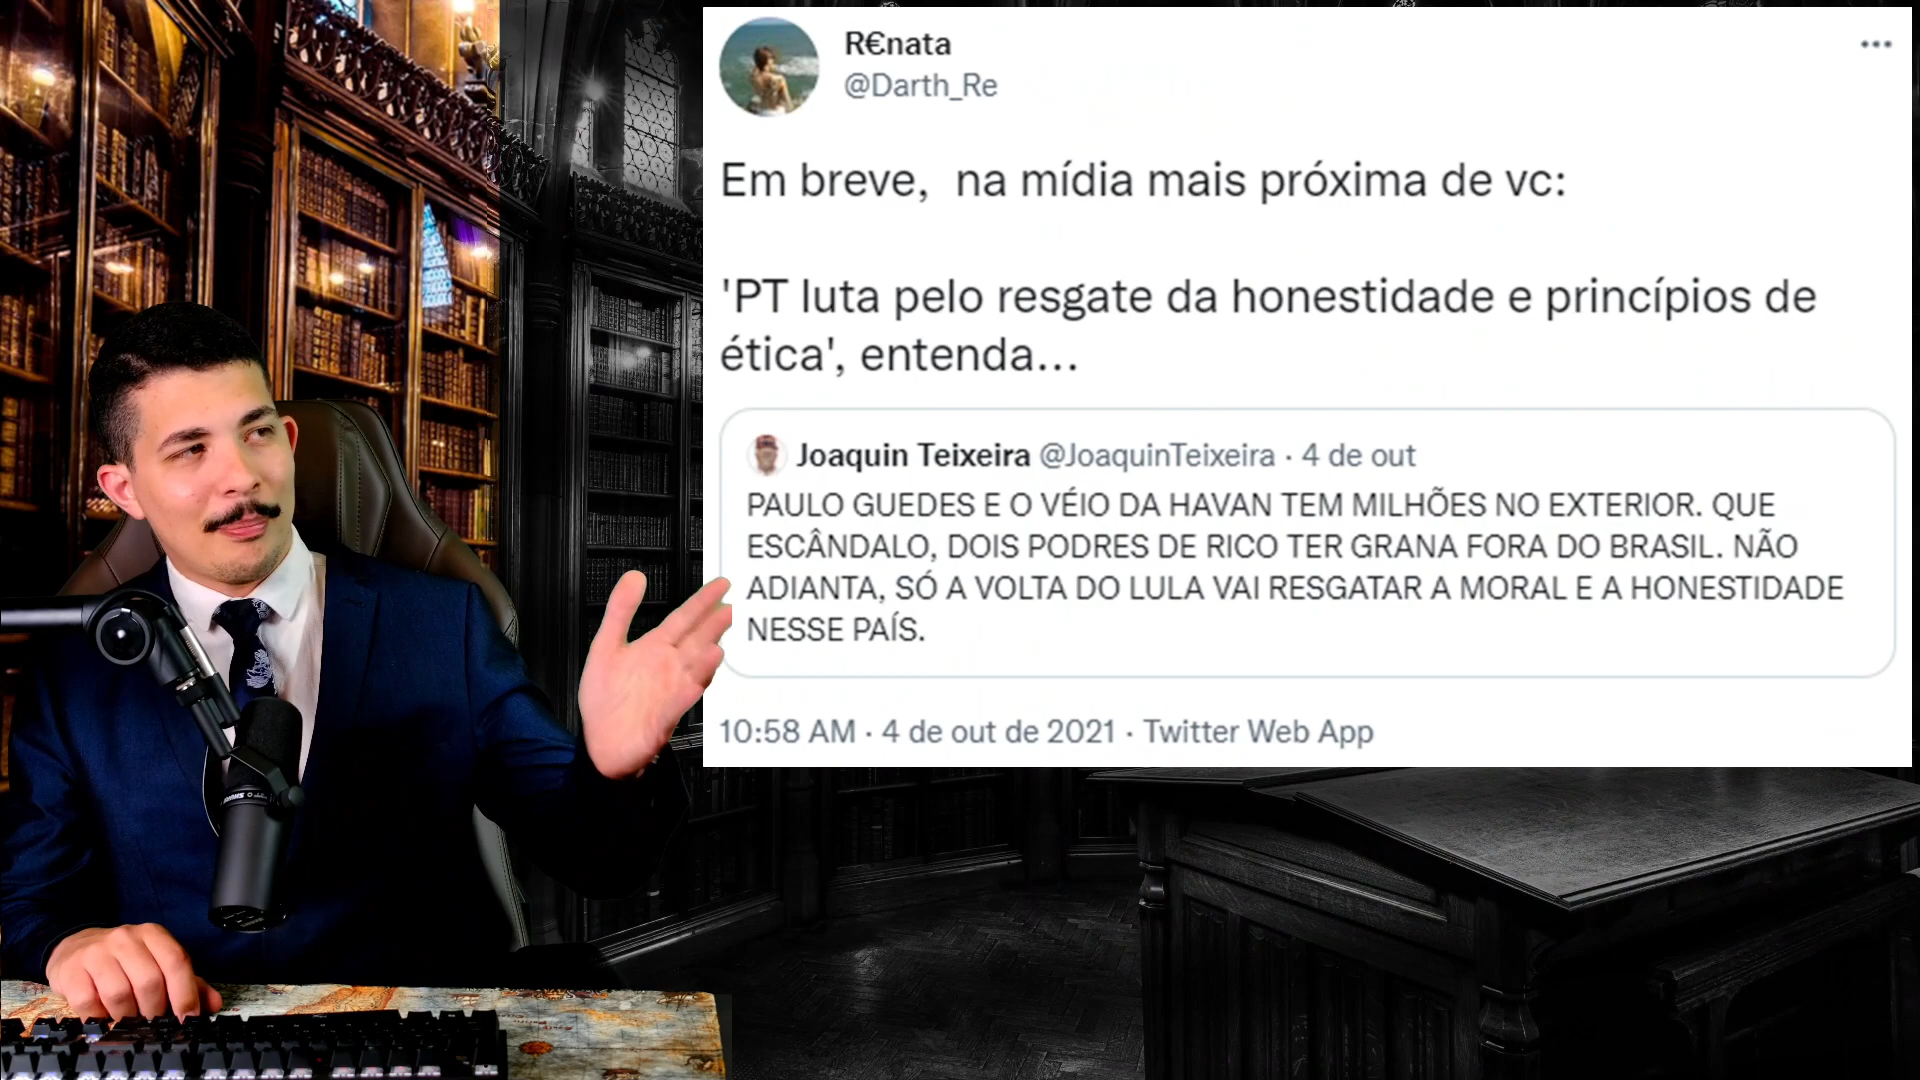 R€nata
@Darth_Re
Em breve,  na mídia mais próxima de vc:
'PT luta pelo resgate da honestidade e princípios de
ética', entenda...
Joaquin Teixeira @JoaquinTeixeira · 4 de out
PAULO GUEDES E O VÉIO DA HAVAN TEM MILHÕES NO EXTERIOR. QUE
ESCÂNDALO, DOIS PODRES DE RICO TER GRANA FORA DO BRASIL. NÃO
ADIANTA, SÓ A VOLTA DO LULA VAI RESGATAR A MORAL E A HONESTIDADE
NESSE PAÍS.
10:58 AM · 4 de out de 2021 · Twitter Web App